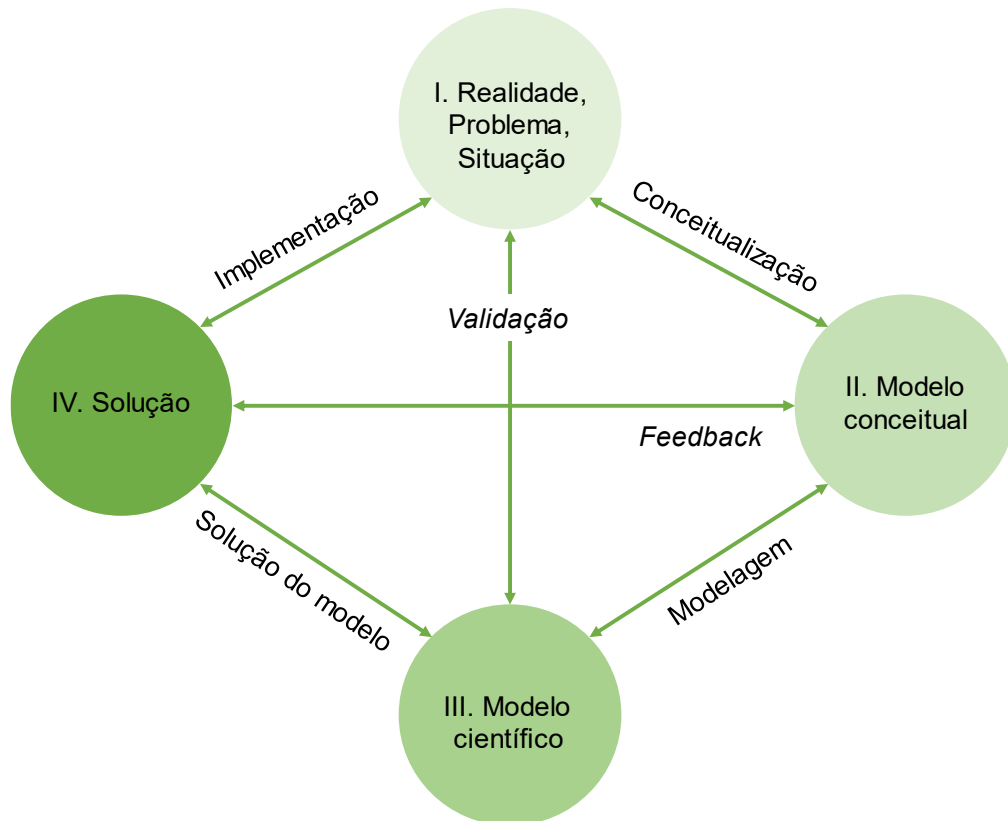 I. Realidade,
Problema,
Situação
Implementação
Conceitualização
Validação
IV. Solução
II. Modelo
conceitual
Feedback
Solução do modelo
Modelagem
III. Modelo
científico